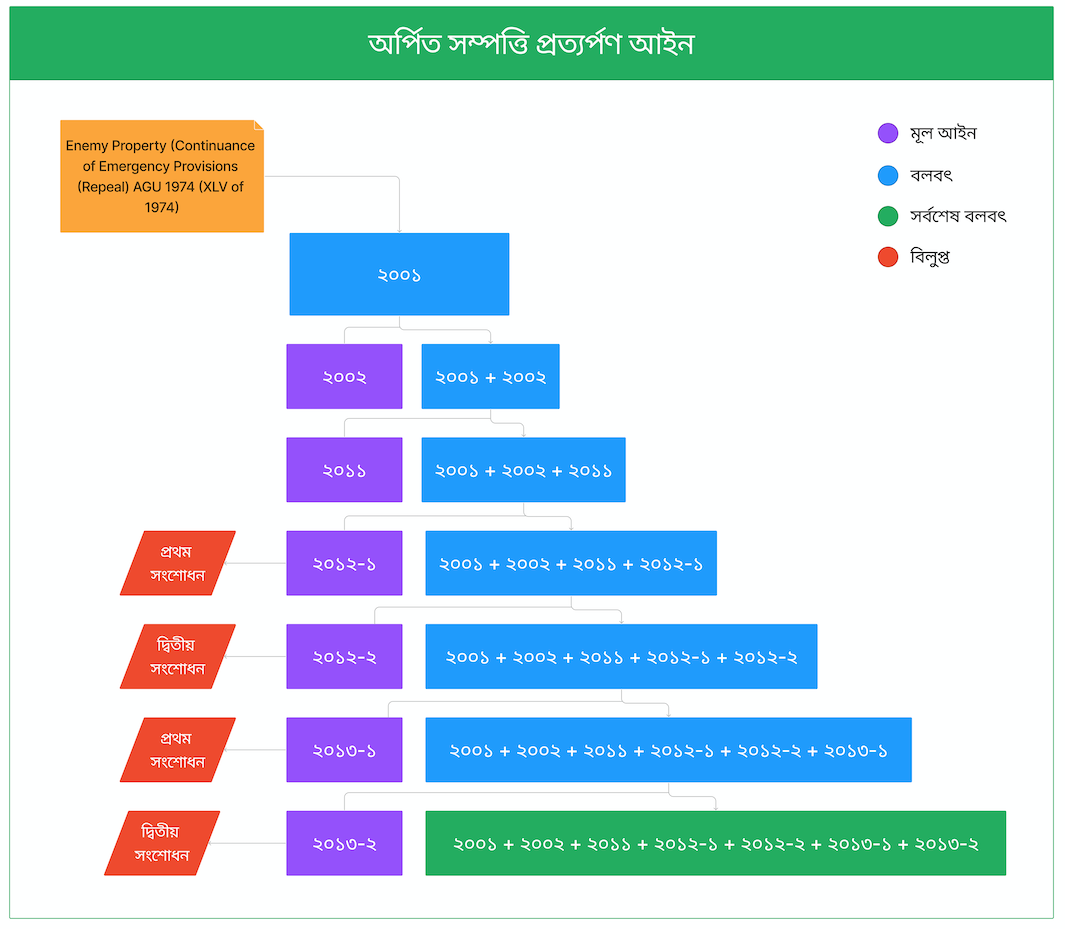 অর্পিত সম্পত্তি প্রত্যর্পণ আইন
Enemy Property (Continuance
of Emergency Provisions
(Repeal) AGU 1974 (XLV of
1974)
মূল আইন
বলবৎ
সর্বশেষ বলবৎ
বিলুপ্ত
২০০১
২০০২
২০০১ + ২০০২
২০১১
২০০১ + ২০০২ + ২০১১
প্রথম
সংশোধন
২০১২-১
২০০১ + ২০০২ + ২০১১ + ২০১২-১
দ্বিতীয়
সংশোধন
২০১২-২
২০০১ + ২০০২ + ২০১১ + ২০১২-১ + ২০১২-২
প্রথম
সংশোধন
২০১৩-১
২০০১ + ২০০২ + ২০১১ + ২০১২-১ + ২০১২-২ + ২০১৩-১
দ্বিতীয়
সংশোধন
২০১৩-২
২০০১ + ২০০২ + ২০১১ + ২০১২-১ + ২০১২-২ + ২০১৩-১ + ২০১৩-২